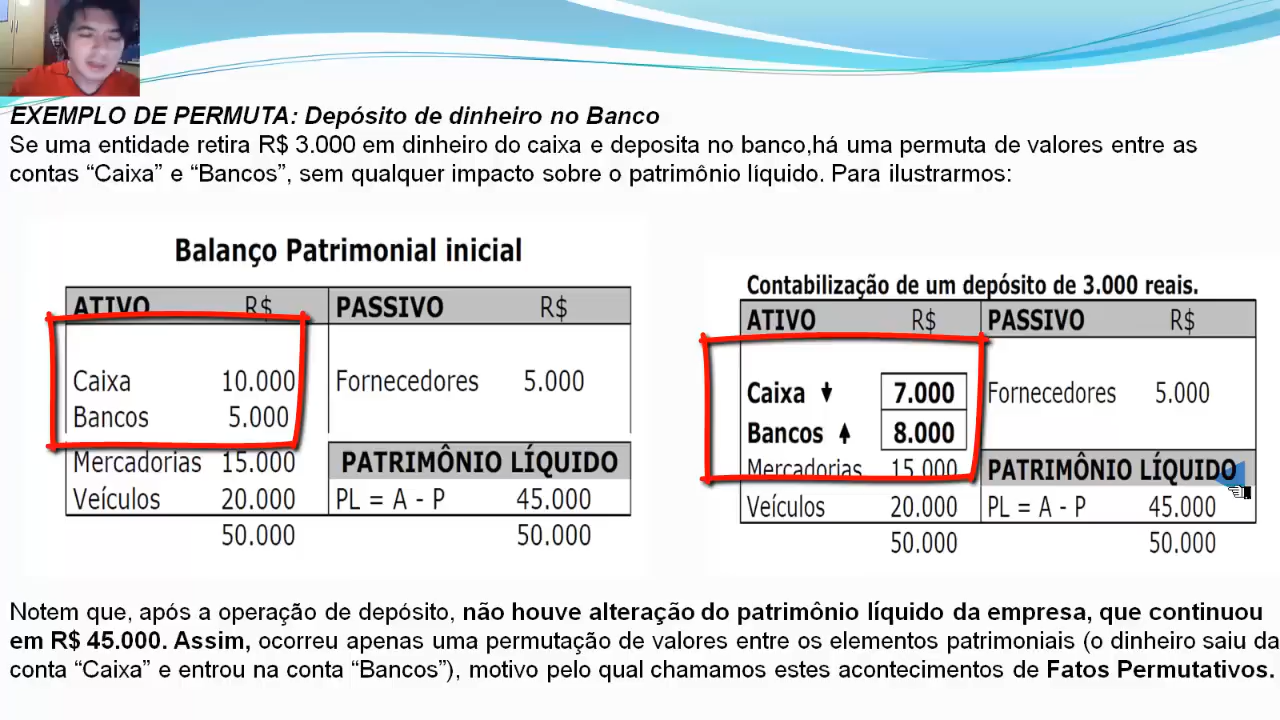 EXEMPLO DE PERMUTA: Depósito de dinheiro no Banco
Se uma entidade retira R$ 3.000 em dinheiro do caixa e deposita no banco,há uma permuta de valores entre as
contas “Caixa” e “Bancos”, sem qualquer impacto sobre o patrimônio líquido. Para ilustrarmos:
Balanço Patrimonial inicial
ATIVO R$ PASSIVO R$
Caixa 10.000 Fornecedores 5.000
Bancos 5.000
Mercadorias 15.000 PATRIMÔNIO LÍQUIDO
Veículos 20.000 PL = A - P 45.000
50.000 50.000
Contabilização de um depósito de 3.000 reais.
ATIVO R$ PASSIVO R$
Caixa 7.000 Fornecedores 5.000
Bancos 8.000
Mercadorias 15.000 PATRIMÔNIO LÍQUIDO
Veículos 20.000 PL = A - P 45.000
50.000 50.000
Notem que, após a operação de depósito, não houve alteração do patrimônio líquido da empresa, que continuou
em R$ 45.000. Assim, ocorreu apenas uma permutação de valores entre os elementos patrimoniais (o dinheiro saiu da
conta “Caixa” e entrou na conta “Bancos”), motivo pelo qual chamamos estes acontecimentos de Fatos Permutativos.